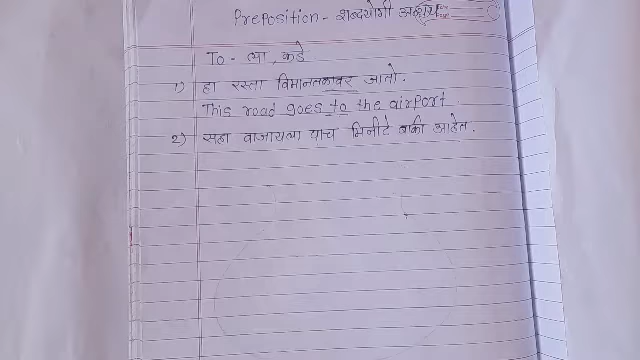 Preposition - शब्दयोगी अव्यय
To - ला, कडे
1) हा रस्ता विमानतळावर जातो.
This road goes to the airport
2) सहा वाजायला पाच मिनीटे बाकी आहेत.